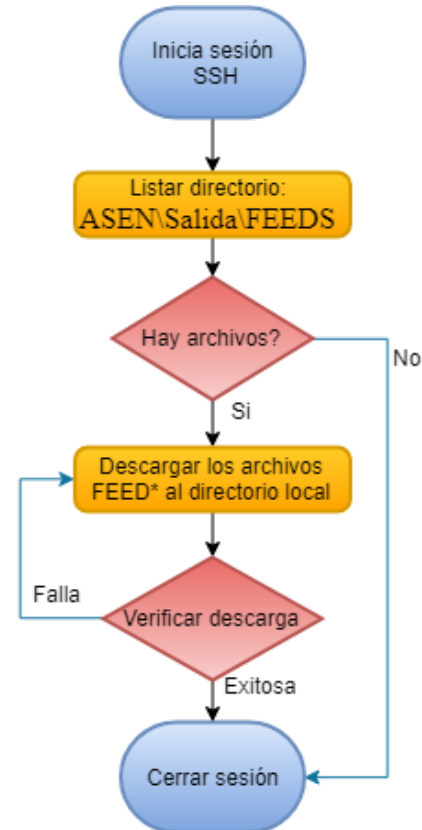 Inicia sesión
SSH
Listar directorio:
ASEN\Salida\FEEDS
Hay archivos?
No
Si
Descargar los archivos
FEED* al directorio local
Falla
Verificar descarga
Exitosa
Cerrar sesión